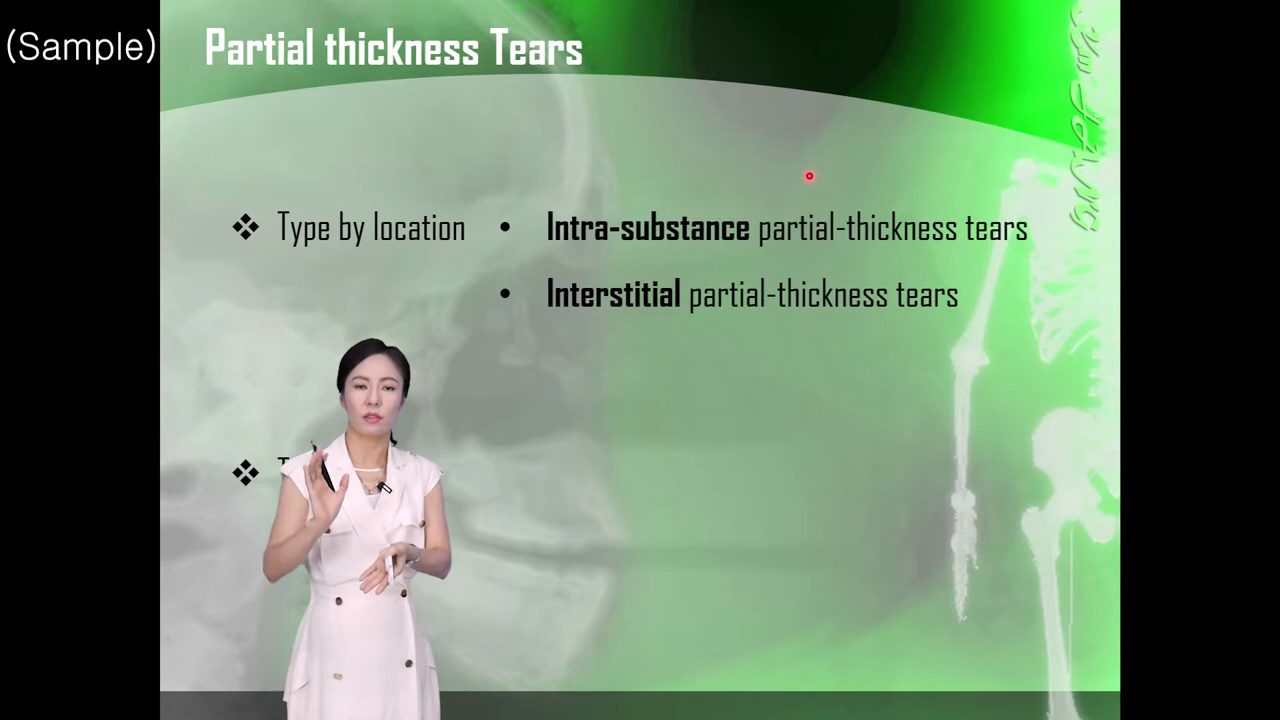 (Sample)
Partial thickness Tears
❖ Type by location
• Intra-substance partial-thickness tears
• Interstitial partial-thickness tears
❖